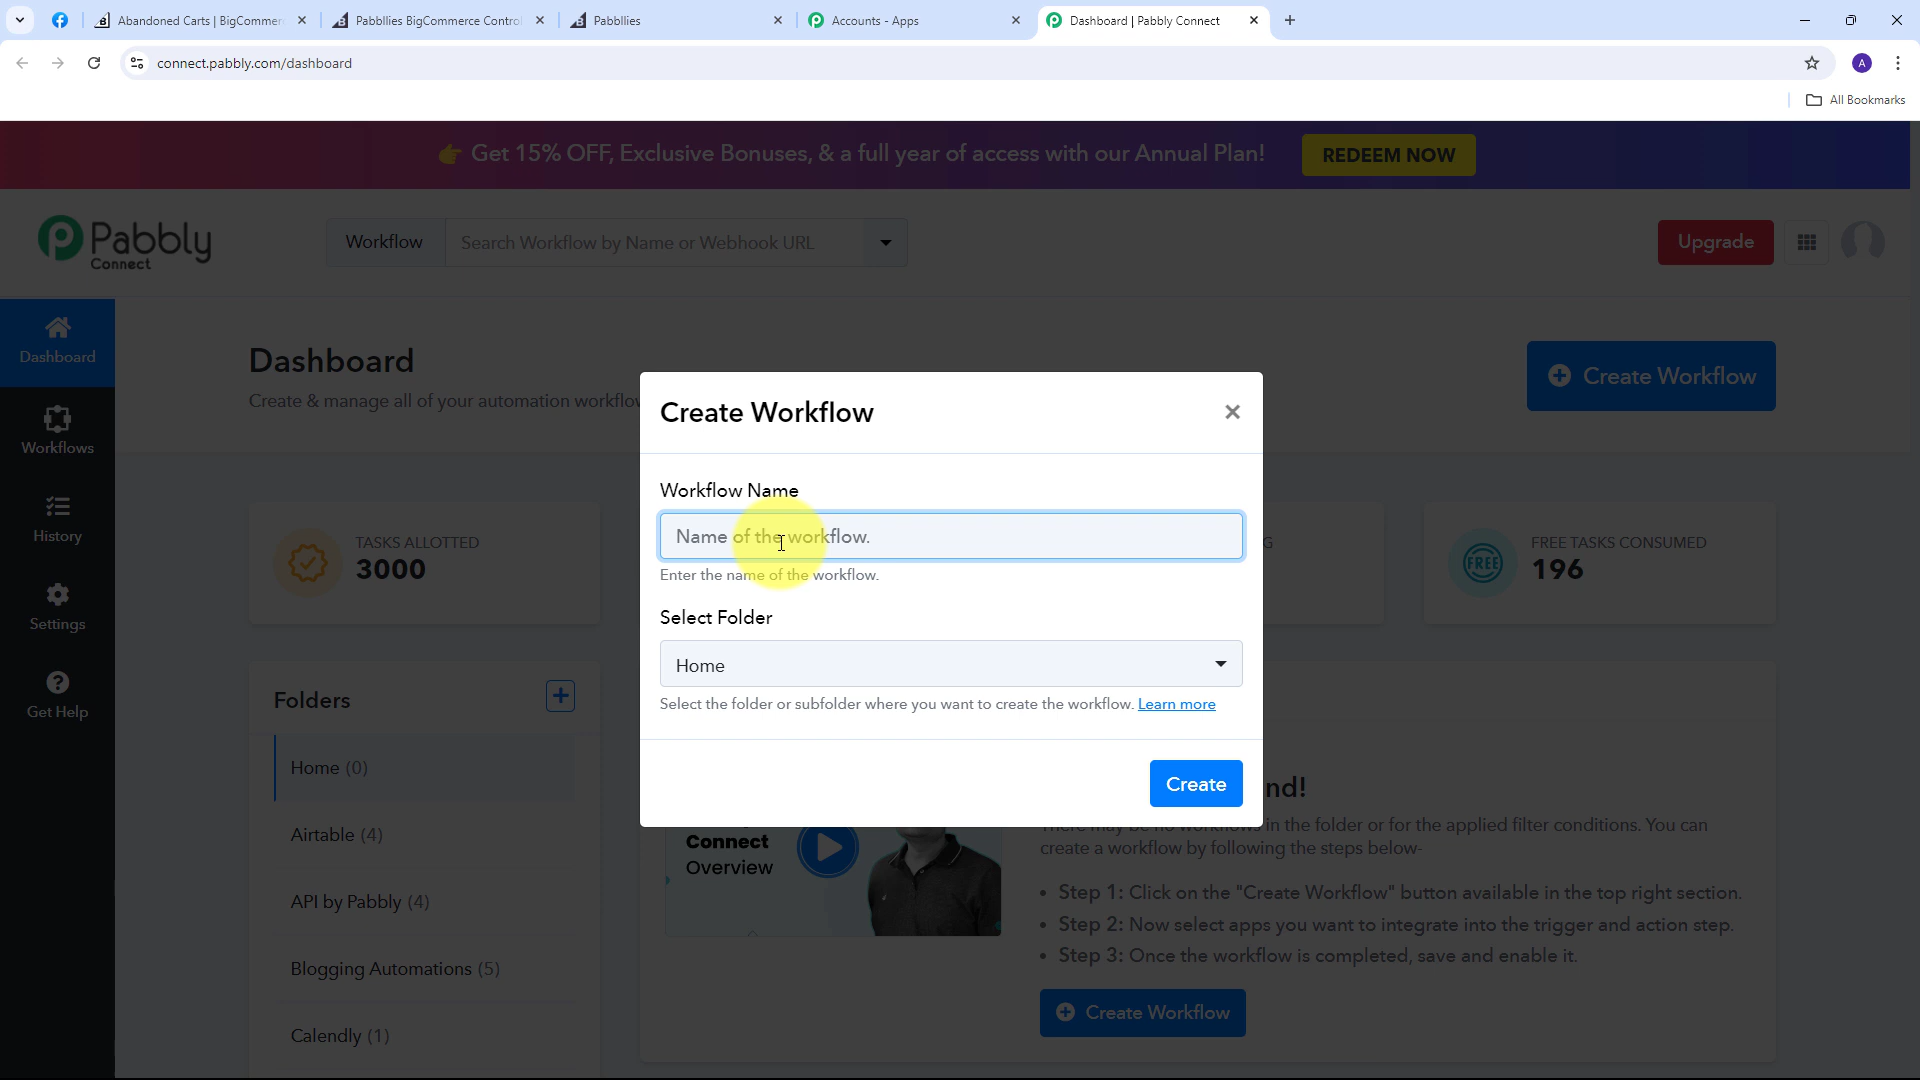 Abandoned Carts | BigCommer
Pabbllies BigCommerce Control
Pabbllies
Accounts - Apps
Dashboard | Pabbly Connect
connect.pabbly.com/dashboard
A
All Bookmarks
👉 Get 15% OFF, Exclusive Bonuses, & a full year of access with our Annual Plan!
REDEEM NOW
Pabbly
Connect
Workflow
Search Workflow by Name or Webhook URL
Upgrade
Dashboard
Workflows
History
Settings
Get Help
Dashboard
Create & manage all of your automation workflow
Create Workflow
TASKS ALLOTTED
3000
G
FREE TASKS CONSUMED
FREE
196
Folders
Home (0)
Airtable (4)
API by Pabbly (4)
Blogging Automations (5)
Calendly (1)
Create Workflow
Workflow Name
Name of the workflow.
Enter the name of the workflow.
Select Folder
Home
Select the folder or subfolder where you want to create the workflow. Learn more
Create
Connect
Overview
nd!
There may be no workflows in the folder or for the applied filter conditions. You can
create a workflow by following the steps below-
• Step 1: Click on the "Create Workflow" button available in the top right section.
• Step 2: Now select apps you want to integrate into the trigger and action step.
• Step 3: Once the workflow is completed, save and enable it.
Create Workflow